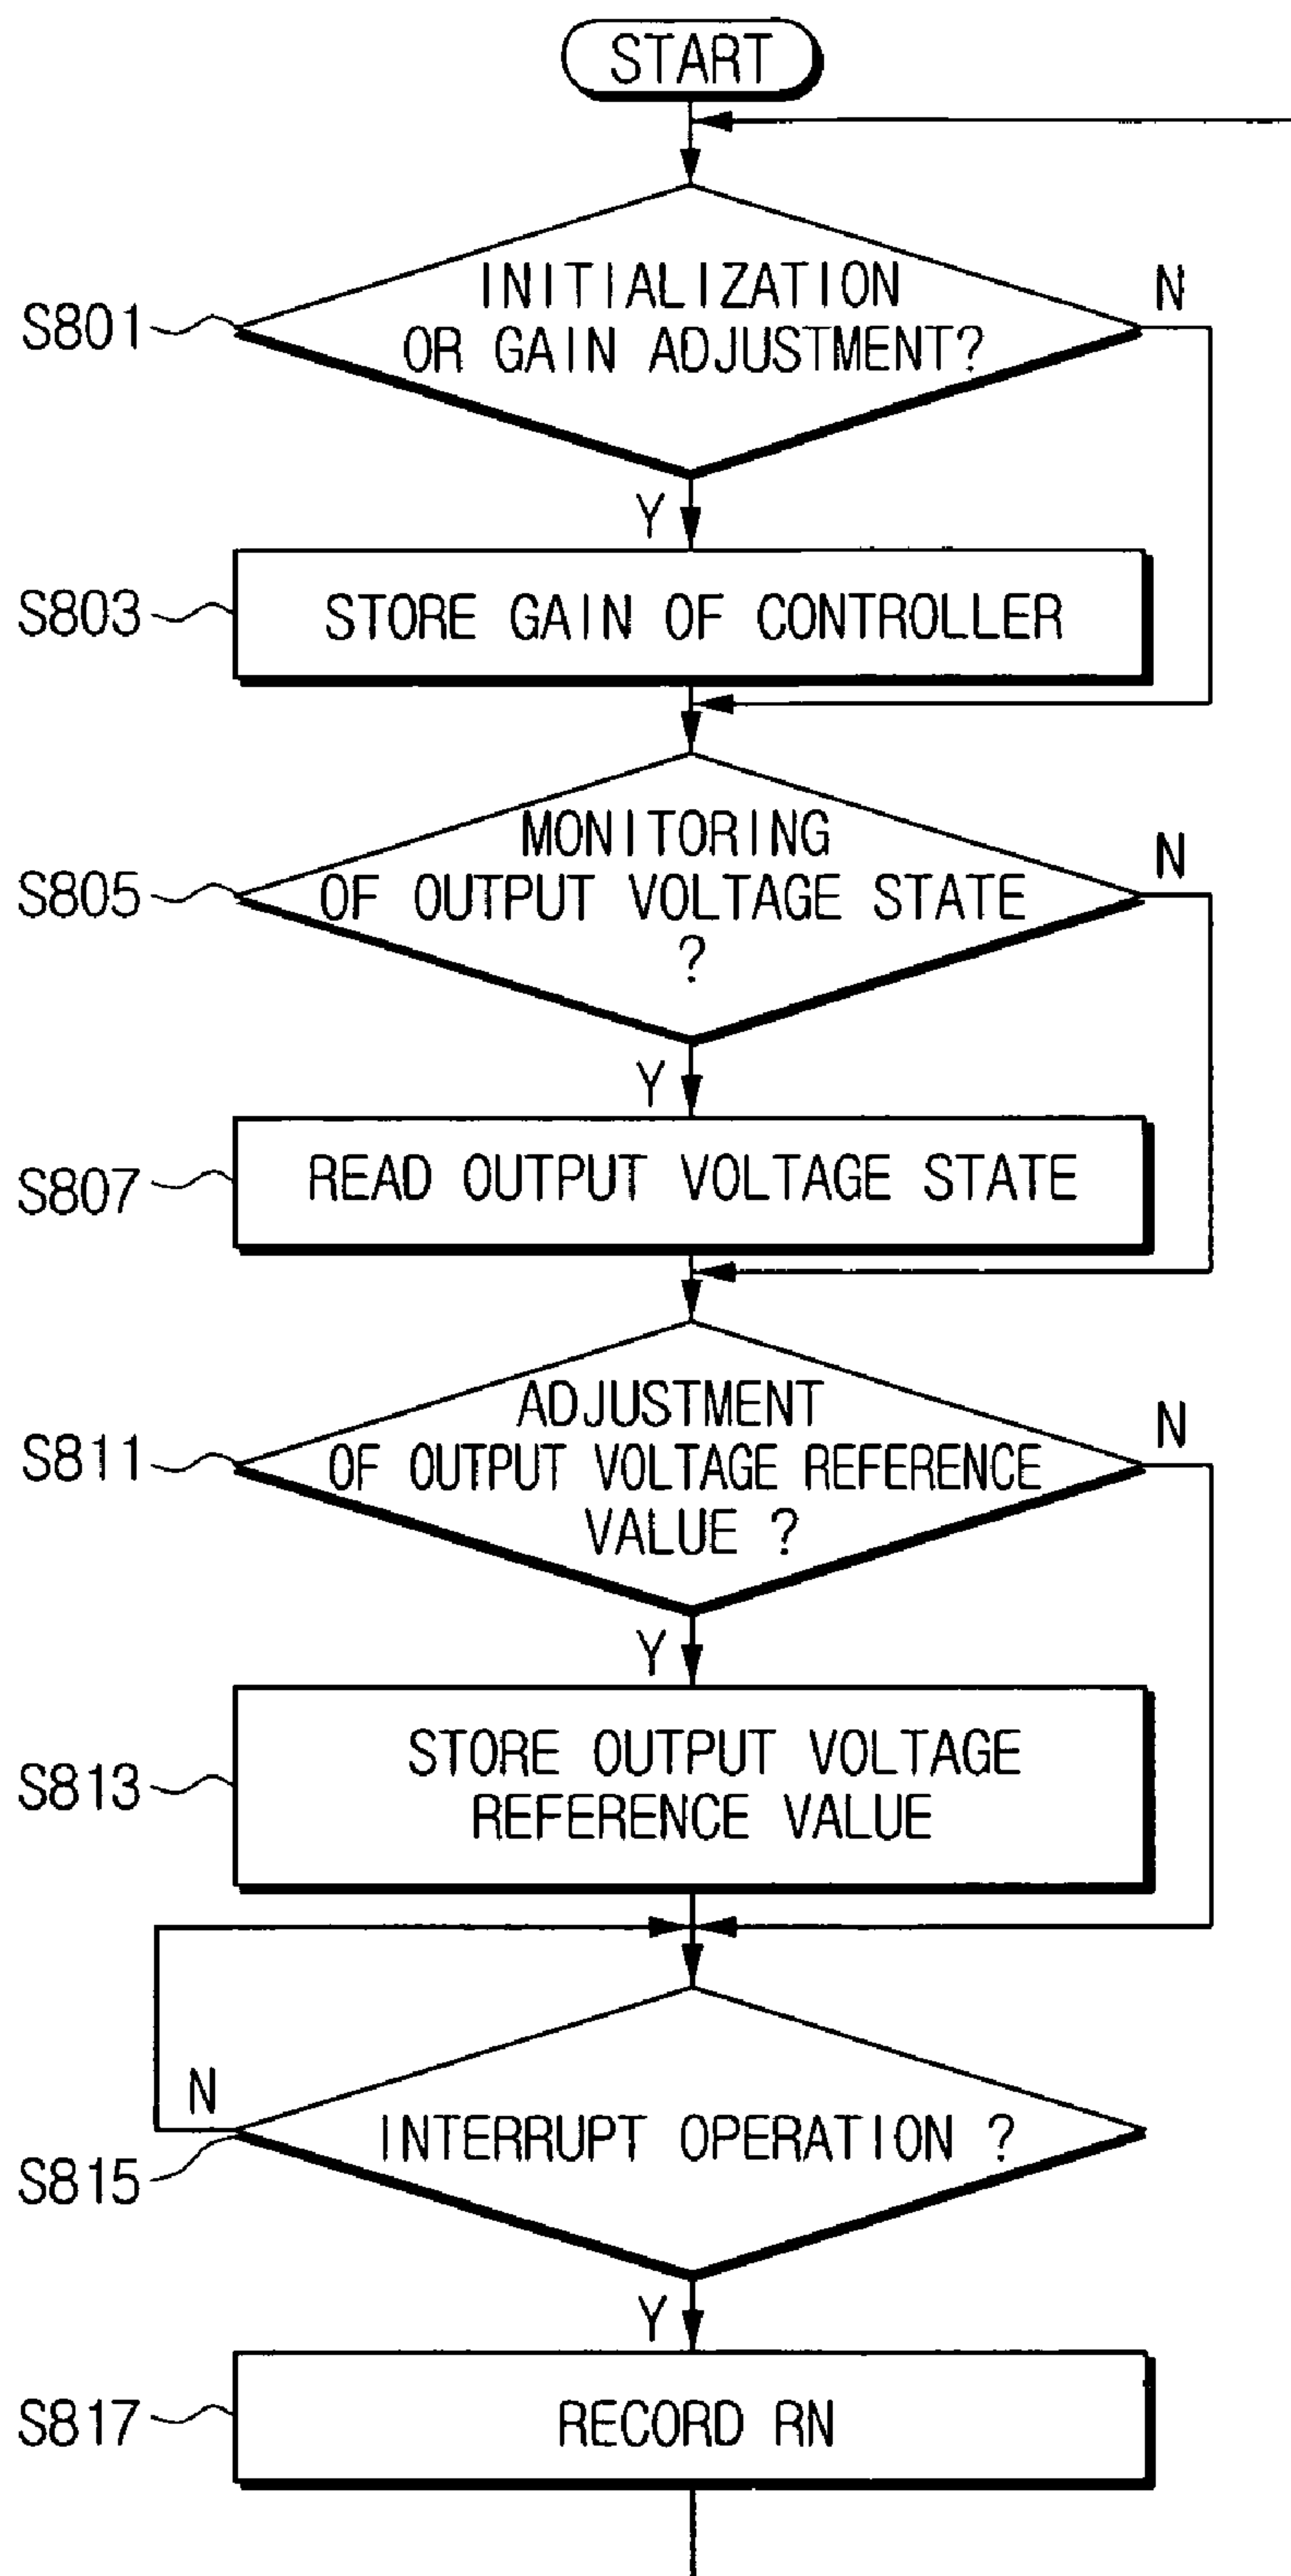 START
INITIALIZATION
OR GAIN ADJUSTMENT?
N
S801
Y
S803
STORE GAIN OF CONTROLLER
MONITORING
OF OUTPUT VOLTAGE STATE
?
N
S805
Y
S807
READ OUTPUT VOLTAGE STATE
ADJUSTMENT
OF OUTPUT VOLTAGE REFERENCE
VALUE ?
N
S811
Y
S813
STORE OUTPUT VOLTAGE
REFERENCE VALUE
N
INTERRUPT OPERATION ?
S815
Y
S817
RECORD RN